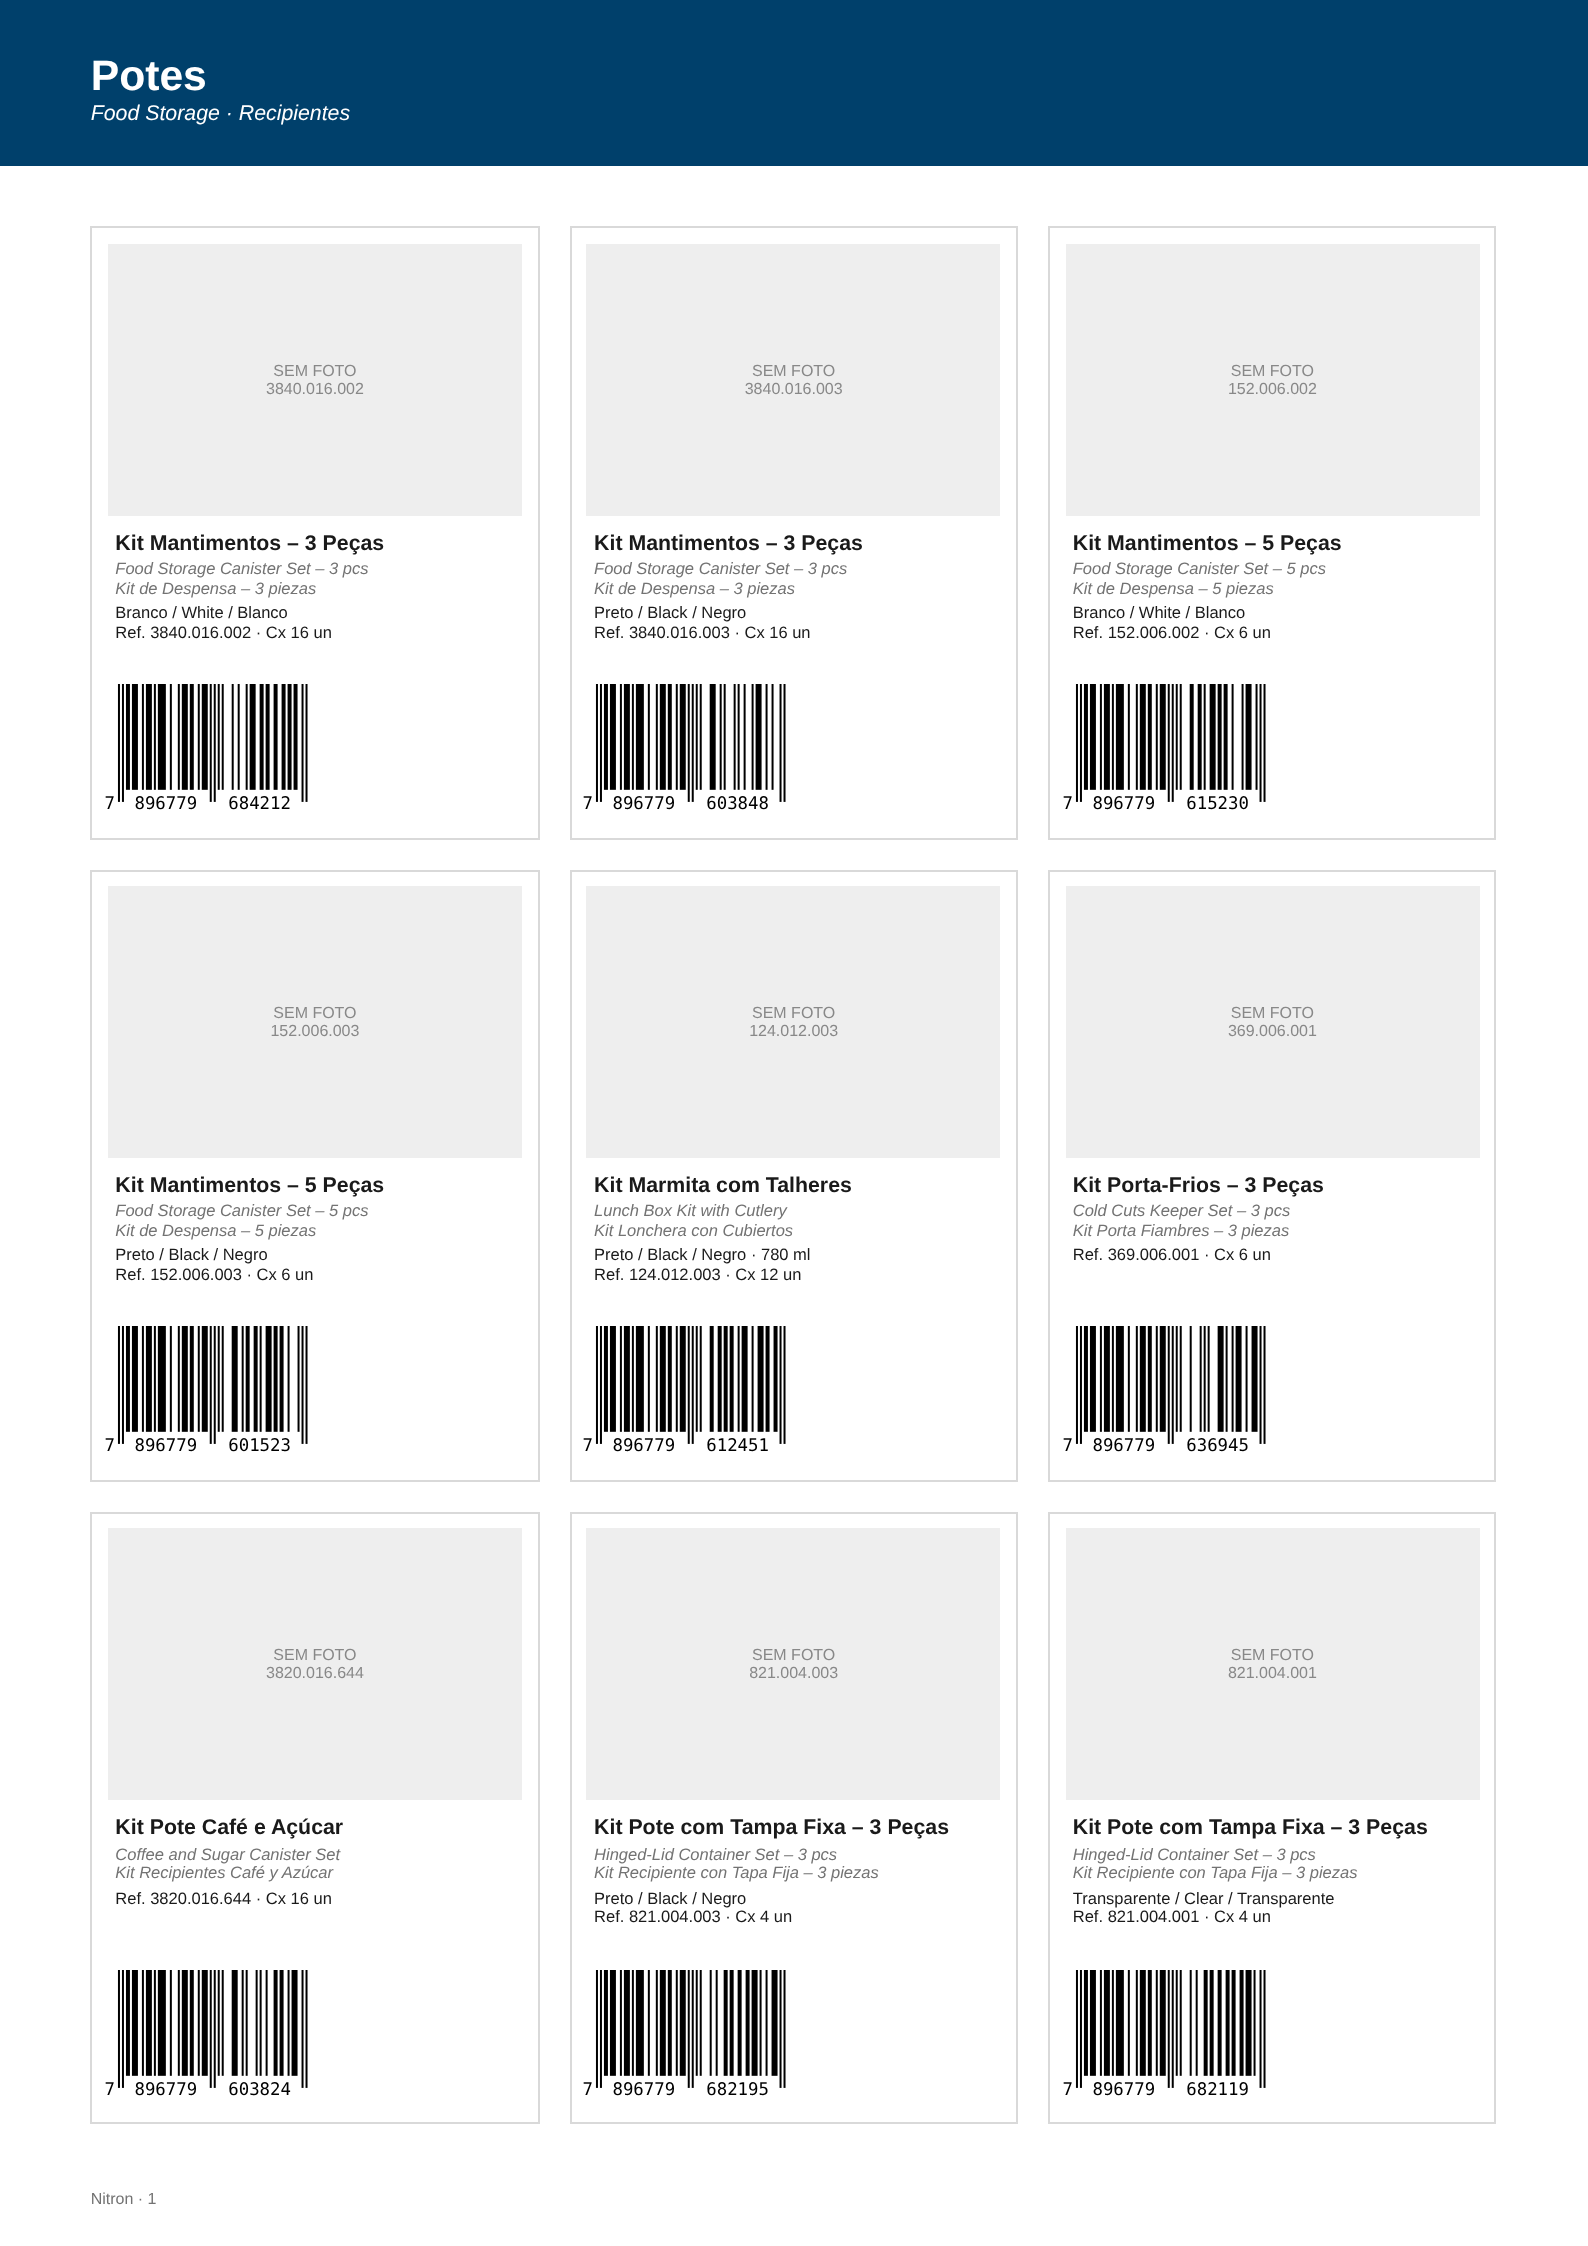 Potes
Food Storage · Recipientes
SEM FOTO
3840.016.002
Kit Mantimentos – 3 Peças
Food Storage Canister Set – 3 pcs
Kit de Despensa – 3 piezas
Branco / White / Blanco
Ref. 3840.016.002 · Cx 16 un
7 896779 684212
SEM FOTO
3840.016.003
Kit Mantimentos – 3 Peças
Food Storage Canister Set – 3 pcs
Kit de Despensa – 3 piezas
Preto / Black / Negro
Ref. 3840.016.003 · Cx 16 un
7 896779 603848
SEM FOTO
152.006.002
Kit Mantimentos – 5 Peças
Food Storage Canister Set – 5 pcs
Kit de Despensa – 5 piezas
Branco / White / Blanco
Ref. 152.006.002 · Cx 6 un
7 896779 615230
SEM FOTO
152.006.003
Kit Mantimentos – 5 Peças
Food Storage Canister Set – 5 pcs
Kit de Despensa – 5 piezas
Preto / Black / Negro
Ref. 152.006.003 · Cx 6 un
7 896779 601523
SEM FOTO
124.012.003
Kit Marmita com Talheres
Lunch Box Kit with Cutlery
Kit Lonchera con Cubiertos
Preto / Black / Negro · 780 ml
Ref. 124.012.003 · Cx 12 un
7 896779 612451
SEM FOTO
369.006.001
Kit Porta-Frios – 3 Peças
Cold Cuts Keeper Set – 3 pcs
Kit Porta Fiambres – 3 piezas
Ref. 369.006.001 · Cx 6 un
7 896779 636945
SEM FOTO
3820.016.644
Kit Pote Café e Açúcar
Coffee and Sugar Canister Set
Kit Recipientes Café y Azúcar
Ref. 3820.016.644 · Cx 16 un
7 896779 603824
SEM FOTO
821.004.003
Kit Pote com Tampa Fixa – 3 Peças
Hinged-Lid Container Set – 3 pcs
Kit Recipiente con Tapa Fija – 3 piezas
Preto / Black / Negro
Ref. 821.004.003 · Cx 4 un
7 896779 682195
SEM FOTO
821.004.001
Kit Pote com Tampa Fixa – 3 Peças
Hinged-Lid Container Set – 3 pcs
Kit Recipiente con Tapa Fija – 3 piezas
Transparente / Clear / Transparente
Ref. 821.004.001 · Cx 4 un
7 896779 682119
Nitron · 1